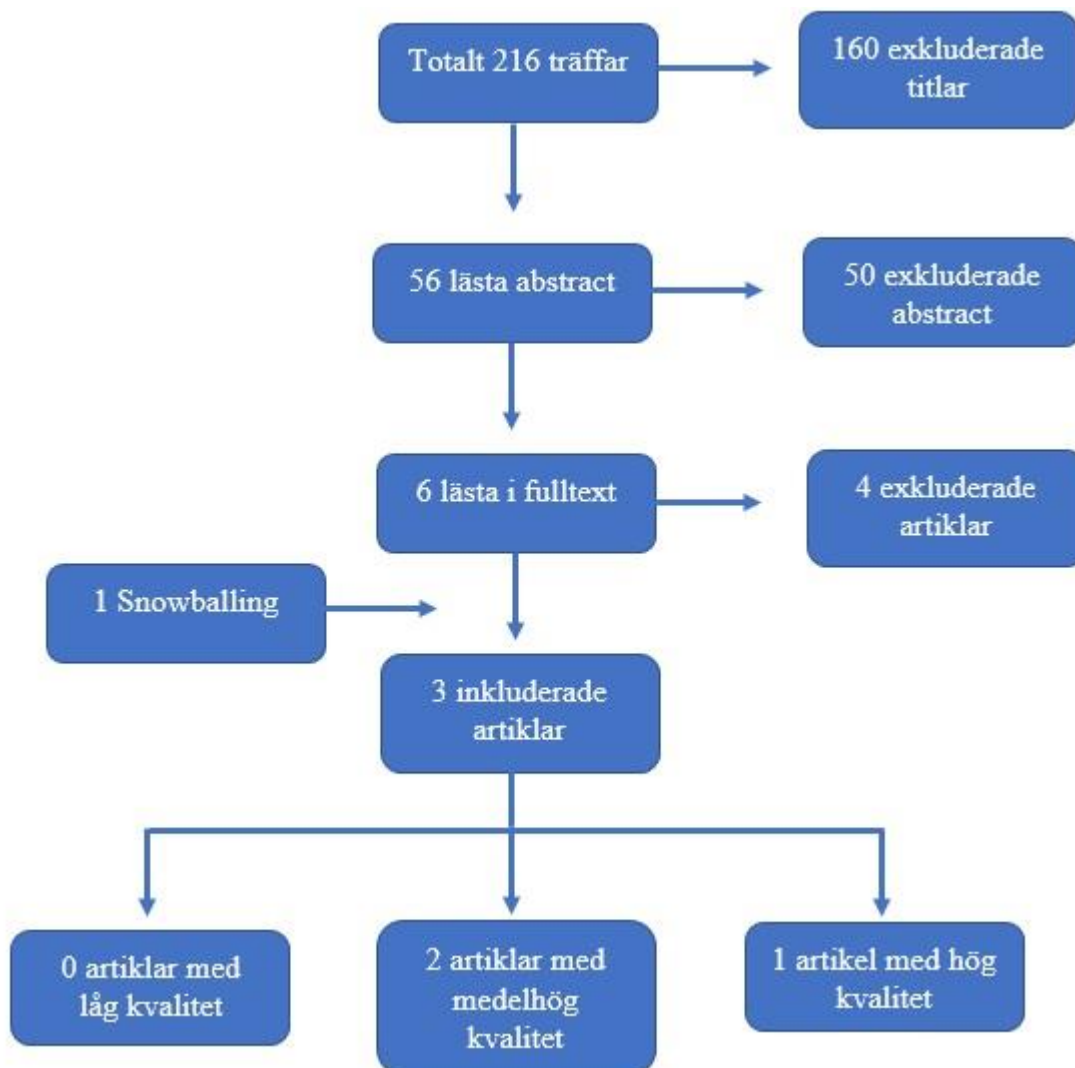 Totalt 216 träffar
160 exkluderade
titlar
56 lästa abstract
50 exkluderade
abstract
6 lästa i fulltext
4 exkluderade
artiklar
1 Snowballing
3 inkluderade
artiklar
0 artiklar med
låg kvalitet
2 artiklar med
medelhög
kvalitet
1 artikel med hög
kvalitet